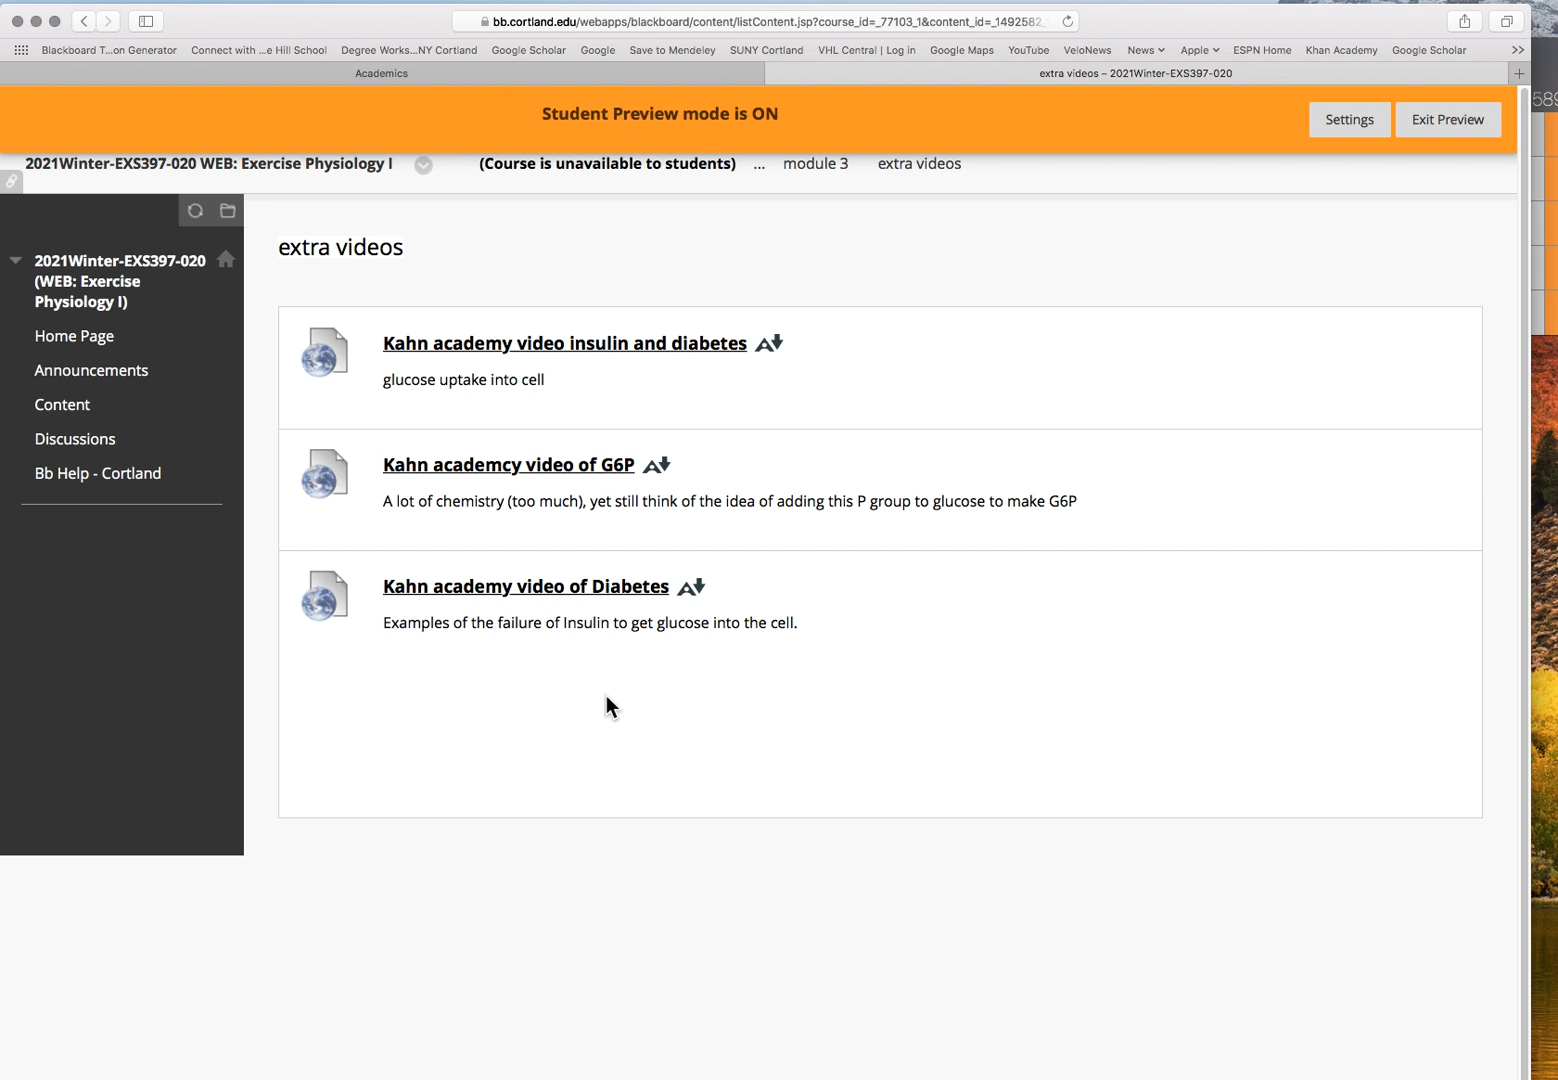 bb.cortland.edu/webapps/blackboard/content/listContent.jsp?course_id=_77103_1&content_id=_1492582_
Blackboard T...on Generator Connect with ...e Hill School Degree Works...NY Cortland Google Scholar Google Save to Mendeley SUNY Cortland VHL Central | Log in Google Maps YouTube VeloNews News Apple ESPN Home Khan Academy Google Scholar >>
Academics extra videos – 2021Winter-EXS397-020 +
Student Preview mode is ON Settings Exit Preview
2021Winter-EXS397-020 WEB: Exercise Physiology I (Course is unavailable to students) ... module 3 extra videos
2021Winter-EXS397-020
(WEB: Exercise
Physiology I)
Home Page
Announcements
Content
Discussions
Bb Help - Cortland
extra videos
Kahn academy video insulin and diabetes
glucose uptake into cell
Kahn academcy video of G6P
A lot of chemistry (too much), yet still think of the idea of adding this P group to glucose to make G6P
Kahn academy video of Diabetes
Examples of the failure of Insulin to get glucose into the cell.